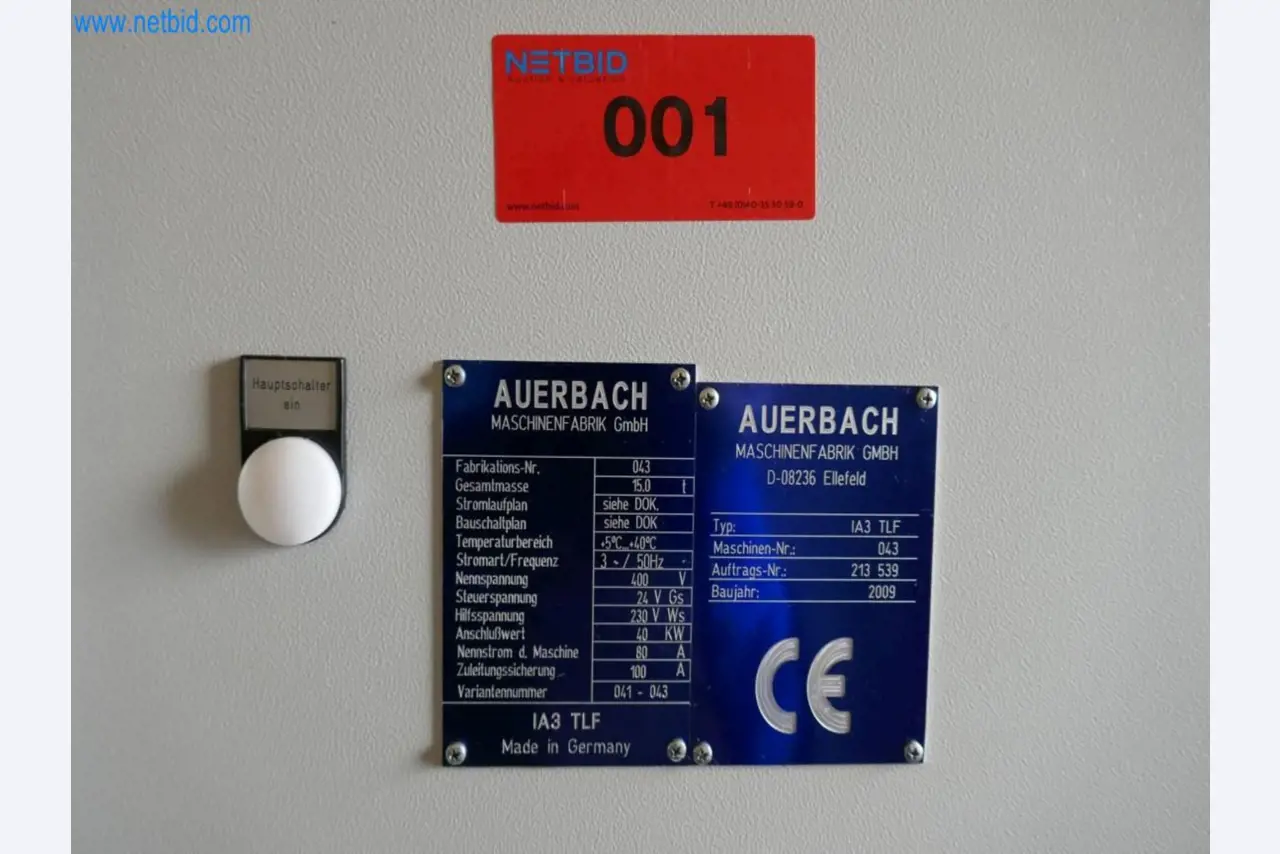 www.netbid.com
NETBID
001
www.netbid.com
Hauptschalter
ein
AUERBACH
MASCHINENFABRIK GmbH
Fabrikations-Nr. 043
Gesamtmasse 15.0 t
Stromlaufplan siehe DOK.
Bauschaltplan siehe DOK
Temperaturbereich +5°C...+40°C
Stromart/Frequenz 3 ~ / 50Hz
Nennspannung 400 V
Steuerspannung 24 V Gs
Hilfsspannung 230 V Ws
Anschlußwert 40 KW
Nennstrom d. Maschine 80 A
Zuleitungssicherung 100 A
Variantennummer 041 - 043
IA3 TLF
Made in Germany
AUERBACH
MASCHINENFABRIK GMBH
D-08236 Ellefeld
Typ: IA3 TLF
Maschinen-Nr.: 043
Auftrags-Nr.: 213 539
Baujahr: 2009
CE